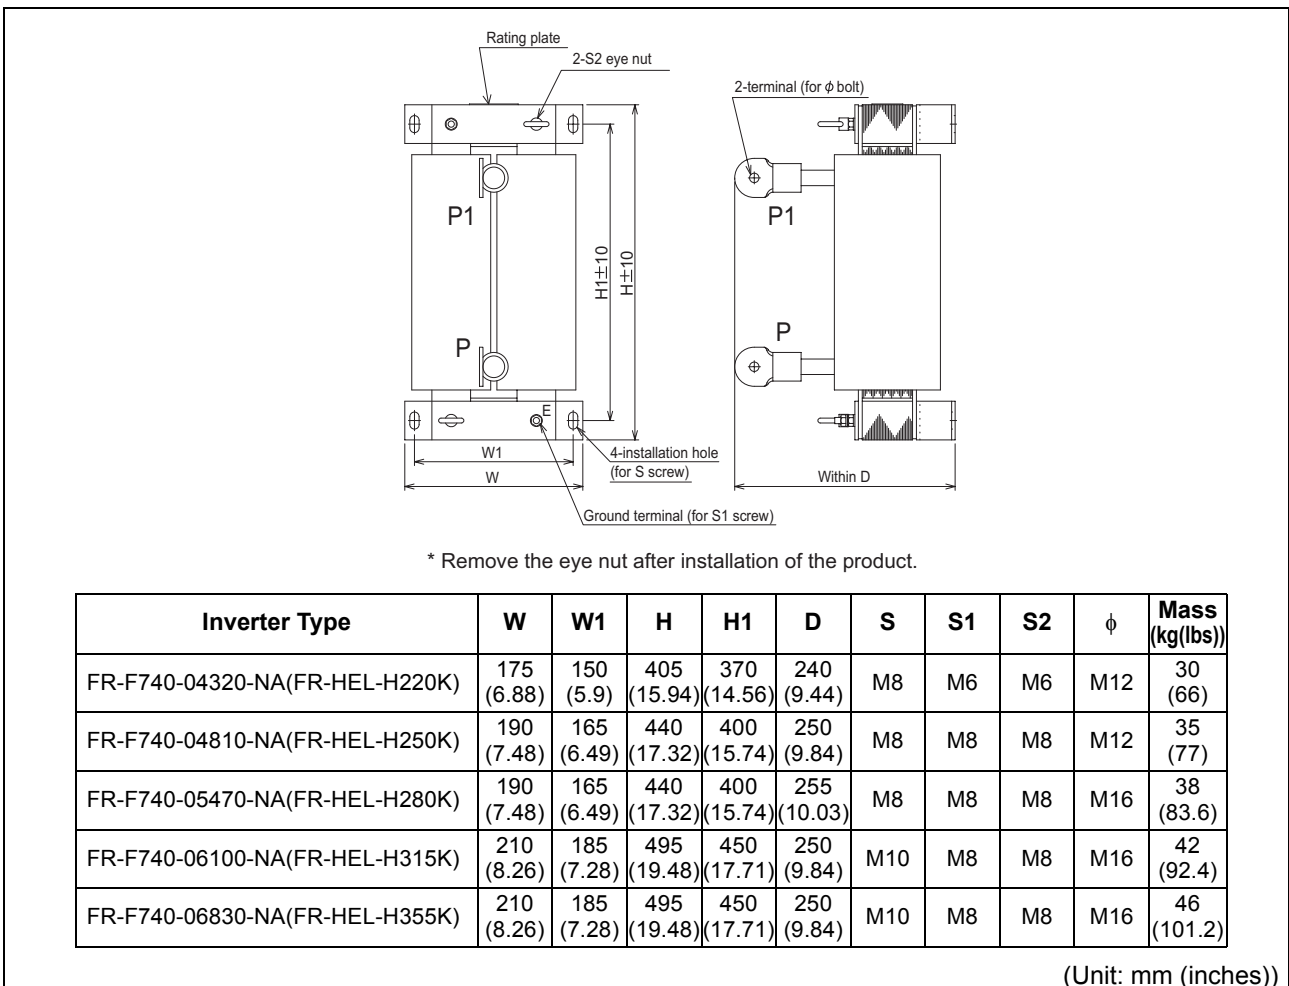 Rating plate
2-S2 eye nut
2-terminal (for ϕ bolt)
P1
P1
H1±10
H±10
P
P
E
W1
W
4-installation hole
(for S screw)
Within D
Ground terminal (for S1 screw)
* Remove the eye nut after installation of the product.
Inverter Type W W1 H H1 D S S1 S2 ϕ Mass (kg(lbs))
FR-F740-04320-NA(FR-HEL-H220K) 175 (6.88) 150 (5.9) 405 (15.94) 370 (14.56) 240 (9.44) M8 M6 M6 M12 30 (66)
FR-F740-04810-NA(FR-HEL-H250K) 190 (7.48) 165 (6.49) 440 (17.32) 400 (15.74) 250 (9.84) M8 M8 M8 M12 35 (77)
FR-F740-05470-NA(FR-HEL-H280K) 190 (7.48) 165 (6.49) 440 (17.32) 400 (15.74) 255 (10.03) M8 M8 M8 M16 38 (83.6)
FR-F740-06100-NA(FR-HEL-H315K) 210 (8.26) 185 (7.28) 495 (19.48) 450 (17.71) 250 (9.84) M10 M8 M8 M16 42 (92.4)
FR-F740-06830-NA(FR-HEL-H355K) 210 (8.26) 185 (7.28) 495 (19.48) 450 (17.71) 250 (9.84) M10 M8 M8 M16 46 (101.2)
(Unit: mm (inches))